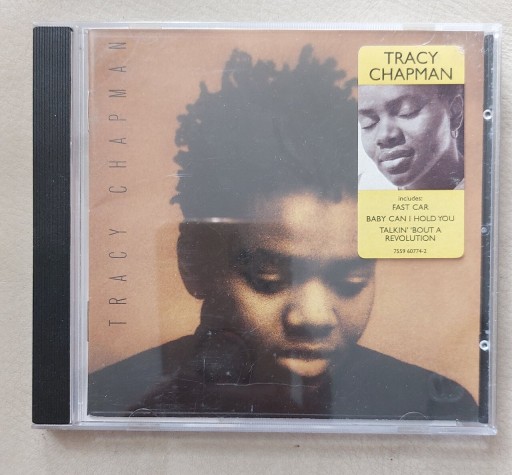 TRACY CHAPMAN
TRACY
CHAPMAN
includes:
FAST CAR
BABY CAN I HOLD YOU
TALKIN' 'BOUT A
REVOLUTION
7559 60774-2